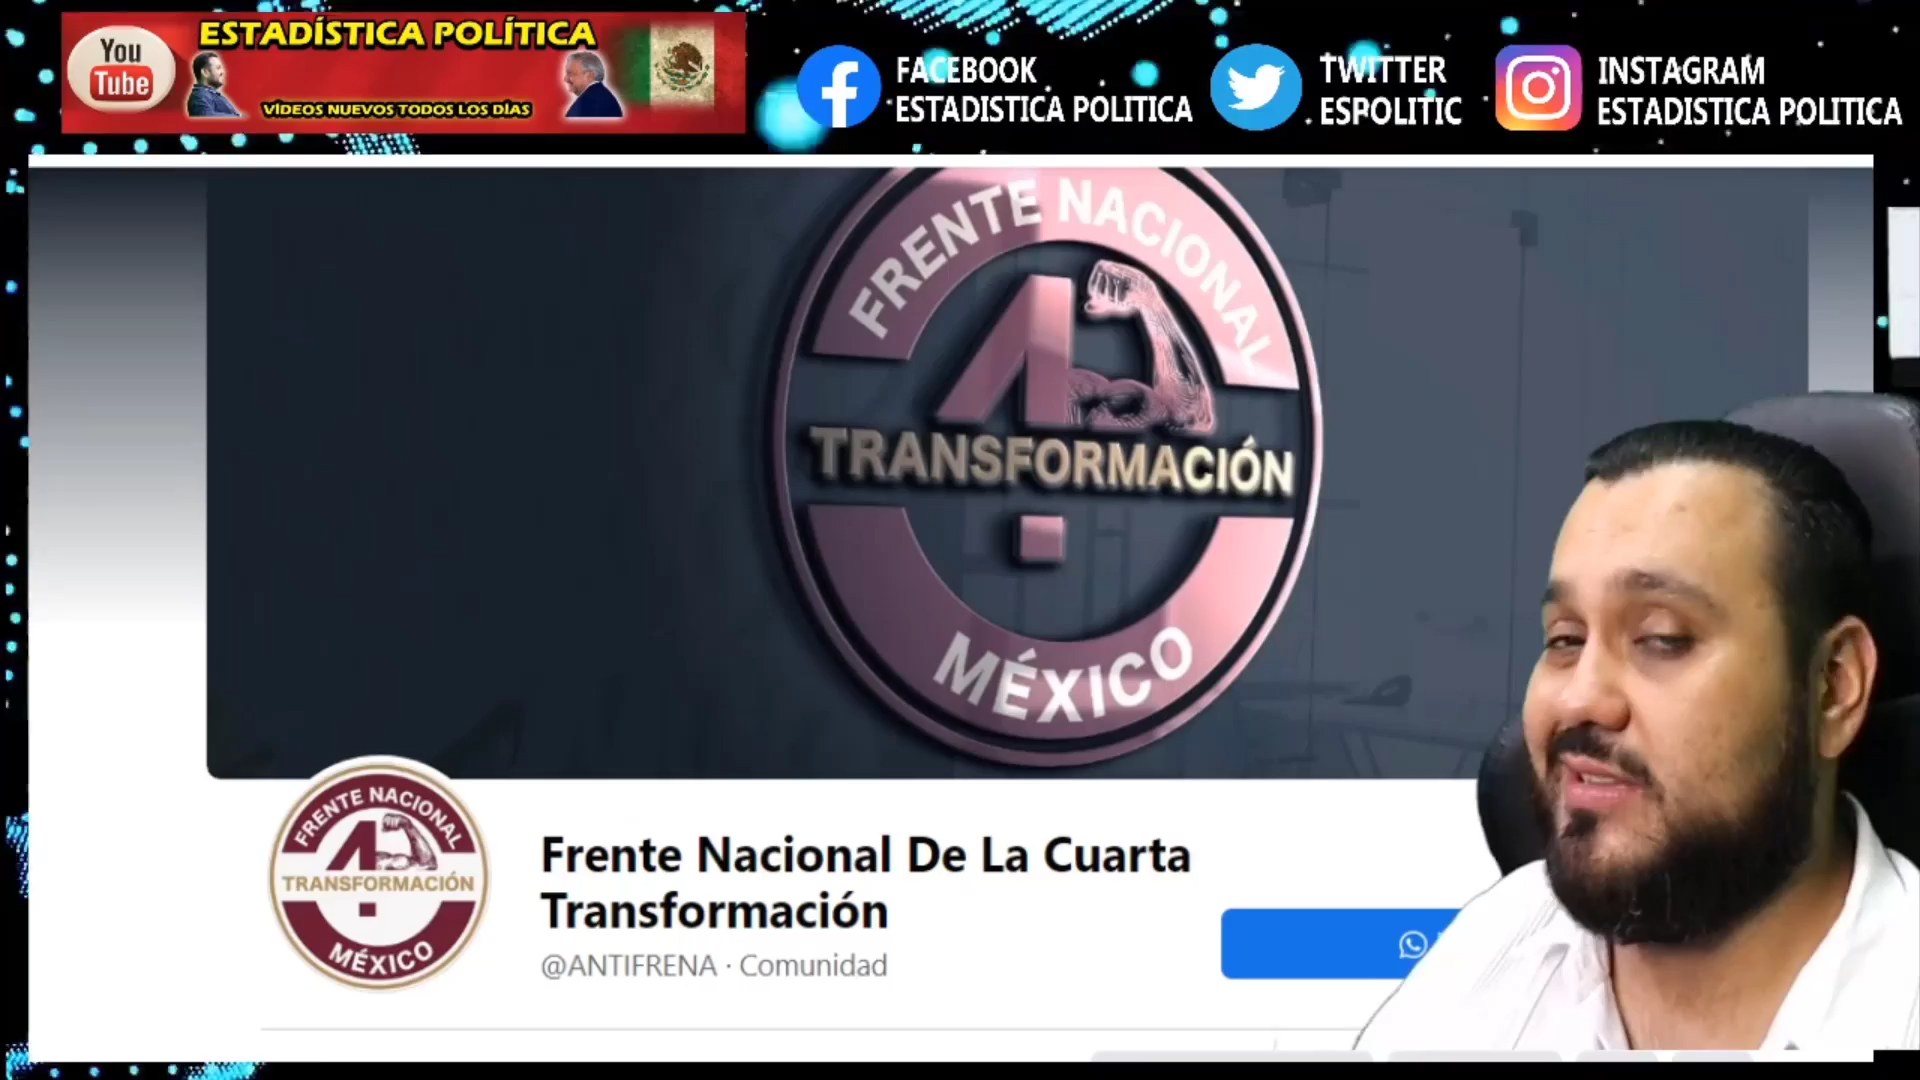 You
Tube
ESTADÍSTICA POLÍTICA
VÍDEOS NUEVOS TODOS LOS DÍAS
FACEBOOK
ESTADISTICA POLITICA
TWITTER
ESPOLITIC
INSTAGRAM
ESTADISTICA POLITICA
FRENTE NACIONAL
4
TRANSFORMACIÓN
MÉXICO
FRENTE NACIONAL
4
TRANSFORMACIÓN
MÉXICO
Frente Nacional De La Cuarta
Transformación
@ANTIFRENA · Comunidad